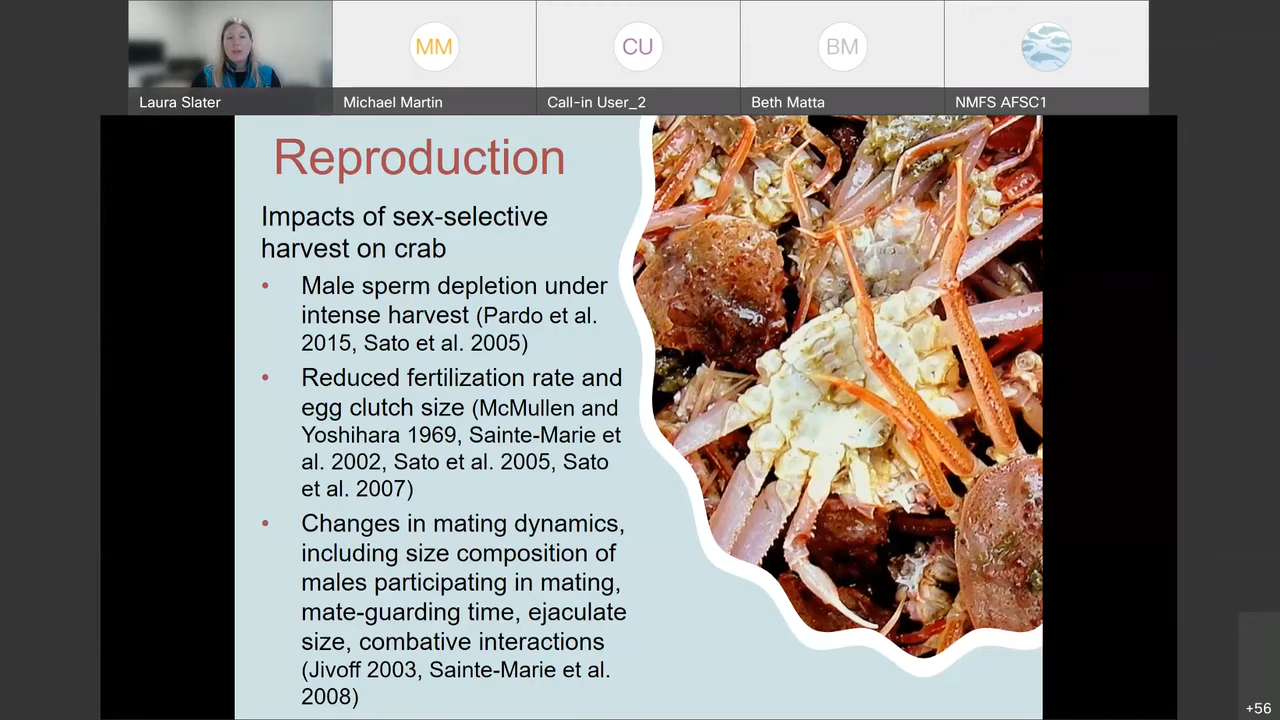 MM
CU
BM
Laura Slater
Michael Martin
Call-in User_2
Beth Matta
NMFS AFSC1
Reproduction
Impacts of sex-selective
harvest on crab
• Male sperm depletion under
intense harvest (Pardo et al.
2015, Sato et al. 2005)
• Reduced fertilization rate and
egg clutch size (McMullen and
Yoshihara 1969, Sainte-Marie et
al. 2002, Sato et al. 2005, Sato
et al. 2007)
• Changes in mating dynamics,
including size composition of
males participating in mating,
mate-guarding time, ejaculate
size, combative interactions
(Jivoff 2003, Sainte-Marie et al.
2008)
+56